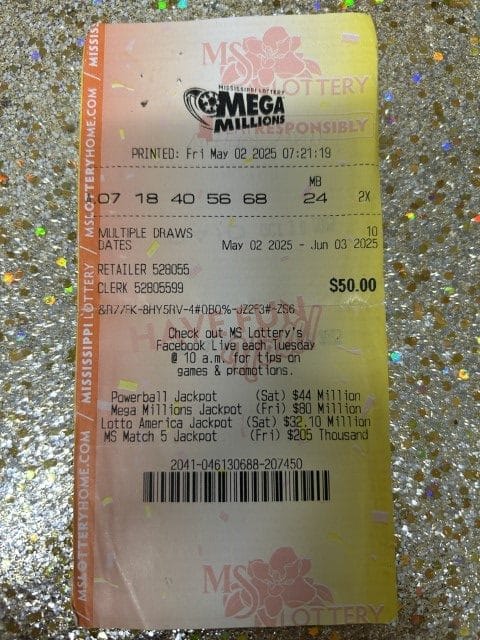 MS
LOTTERY
MISSISSIPPI LOTTERY
MEGA
MILLIONS
RESPONSIBLY
PRINTED: Fri May 02 2025 07:21:19
MB
07 18 40 56 68 24 2X
MULTIPLE DRAWS 10
DATES May 02 2025 - Jun 03 2025
RETAILER 528055
CLERK 52805599 $50.00
Check out MS Lottery's
Facebook Live each Tuesday
@ 10 a.m. for tips on
games & promotions.
Powerball Jackpot (Sat) $44 Million
Mega Millions Jackpot (Fri) $80 Million
Lotto America Jackpot (Sat) $32.10 Million
MS Match 5 Jackpot (Fri) $205 Thousand
2041-046130688-207450
MS
LOTTERY
MSLOTTERYHOME.COM / MISSISSIPPI LOTTERY / MSLOTTERYHOME.COM /